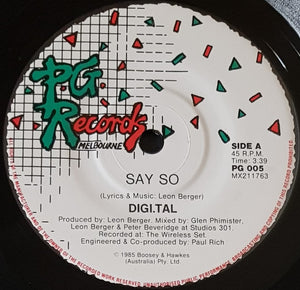 P.G.
Records
MELBOURNE
SIDE A
45 R.P.M.
Time: 3.39
PG 005
MX211763
SAY SO
(Lyrics & Music: Leon Berger)
DIGI.TAL
Produced by: Leon Berger, Mixed by: Glen Phimister,
Leon Berger & Peter Beveridge at Studios 301.
Recorded at: The Wireless Set.
Engineered & Co-produced by: Paul Rich
© 1985 Boosey & Hawkes
(Australia) Pty. Ltd.